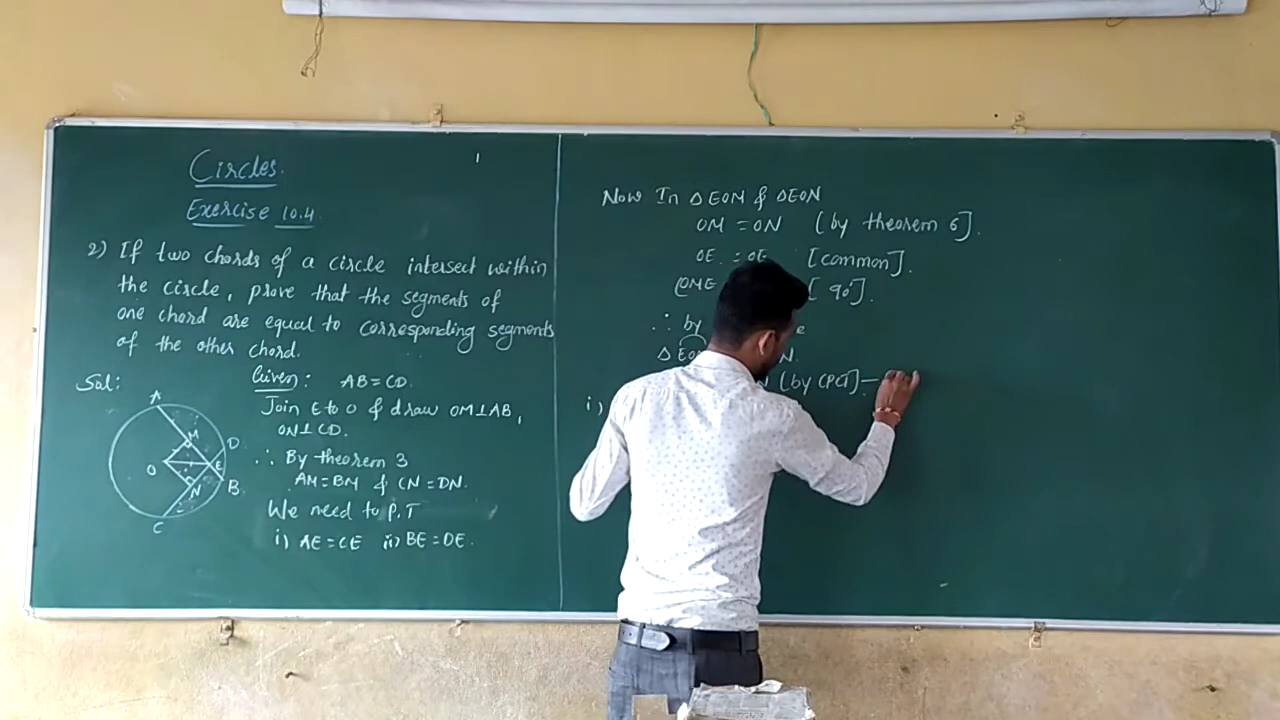 Circles.
Exercise 10.4.
2) If two chords of a circle intersect within
the circle, prove that the segments of
one chord are equal to corresponding segments
of the other chord.
Sol:
Given: AB = CD.
Join E to O & draw OM ⊥ AB,
ON ⊥ CD.
∴ By theorem 3
AM = BM & CN = DN.
We need to P.T
i) AE = CE ii) BE = DE.
A
M
D
O
E
B
N
C
Now In △ EOM & △EON
OM = ON [by theorem 6].
OE. = OE [common].
OME [90°].
∴ by
△ EO N.
N [by CPCT] —
i)